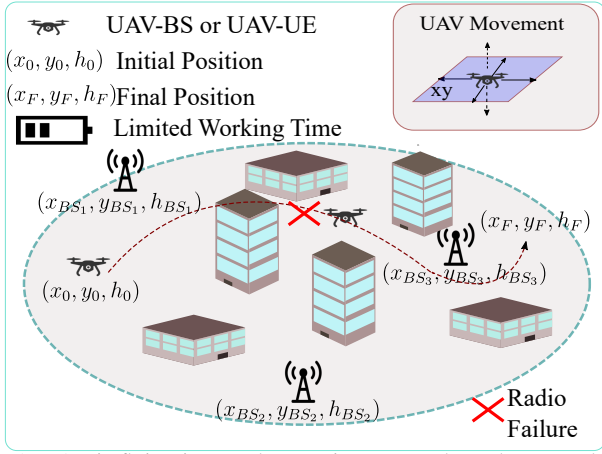 UAV-BS or UAV-UE
(x_0, y_0, h_0) Initial Position
(x_F, y_F, h_F) Final Position
Limited Working Time
UAV Movement
xy
(x_{BS_1}, y_{BS_1}, h_{BS_1})
(x_F, y_F, h_F)
(x_{BS_3}, y_{BS_3}, h_{BS_3})
(x_0, y_0, h_0)
(x_{BS_2}, y_{BS_2}, h_{BS_2})
Radio
Failure